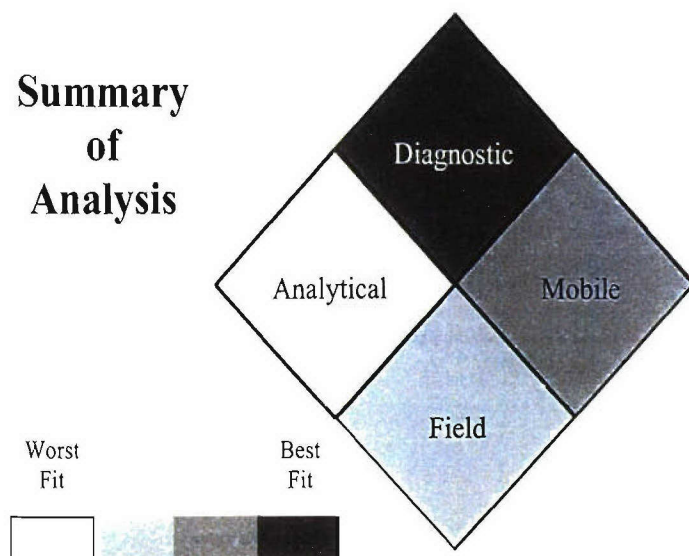 Summary
of
Analysis
Diagnostic
Analytical
Mobile
Field
Worst
Fit
Best
Fit